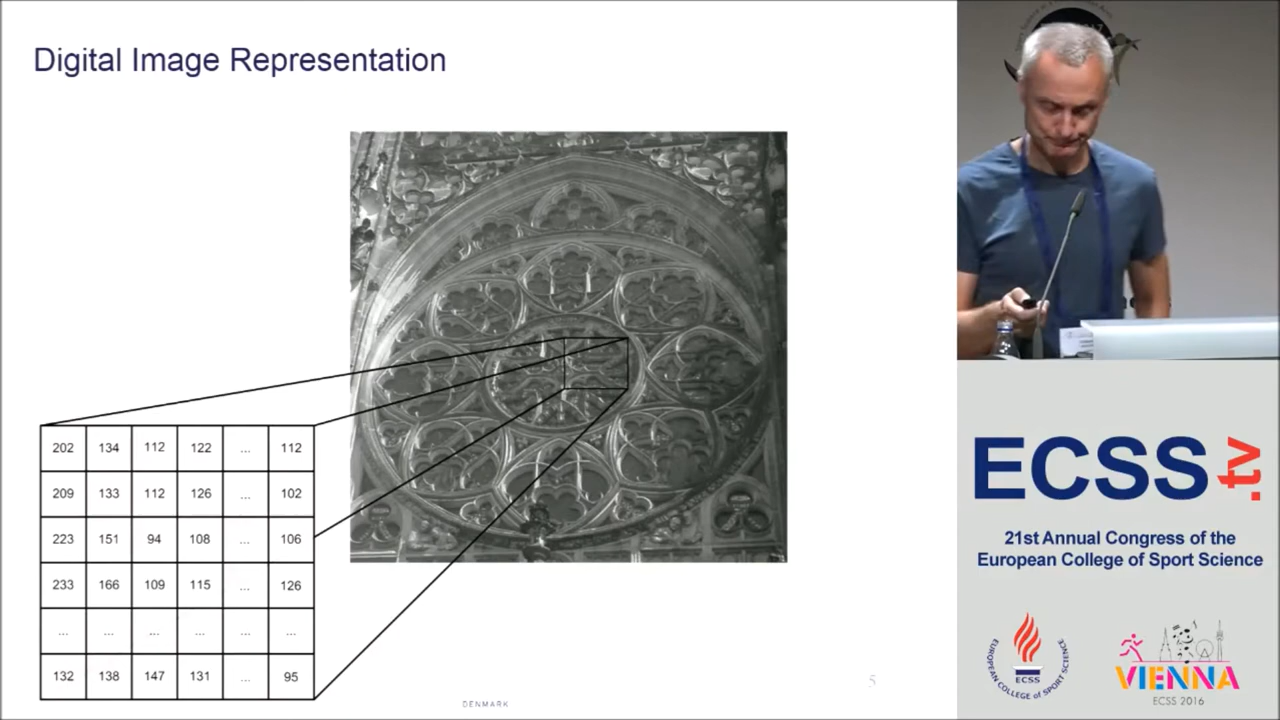 Digital Image Representation
202 134 112 122 ... 112
209 133 112 126 ... 102
223 151 94 108 ... 106
233 166 109 115 ... 126
... ... ... ... ... ...
132 138 147 131 ... 95
5
DENMARK
ECSS.tv
21st Annual Congress of the
European College of Sport Science
EUROPEAN COLLEGE OF SPORT SCIENCE
ECSS
VIENNA
ECSS 2016